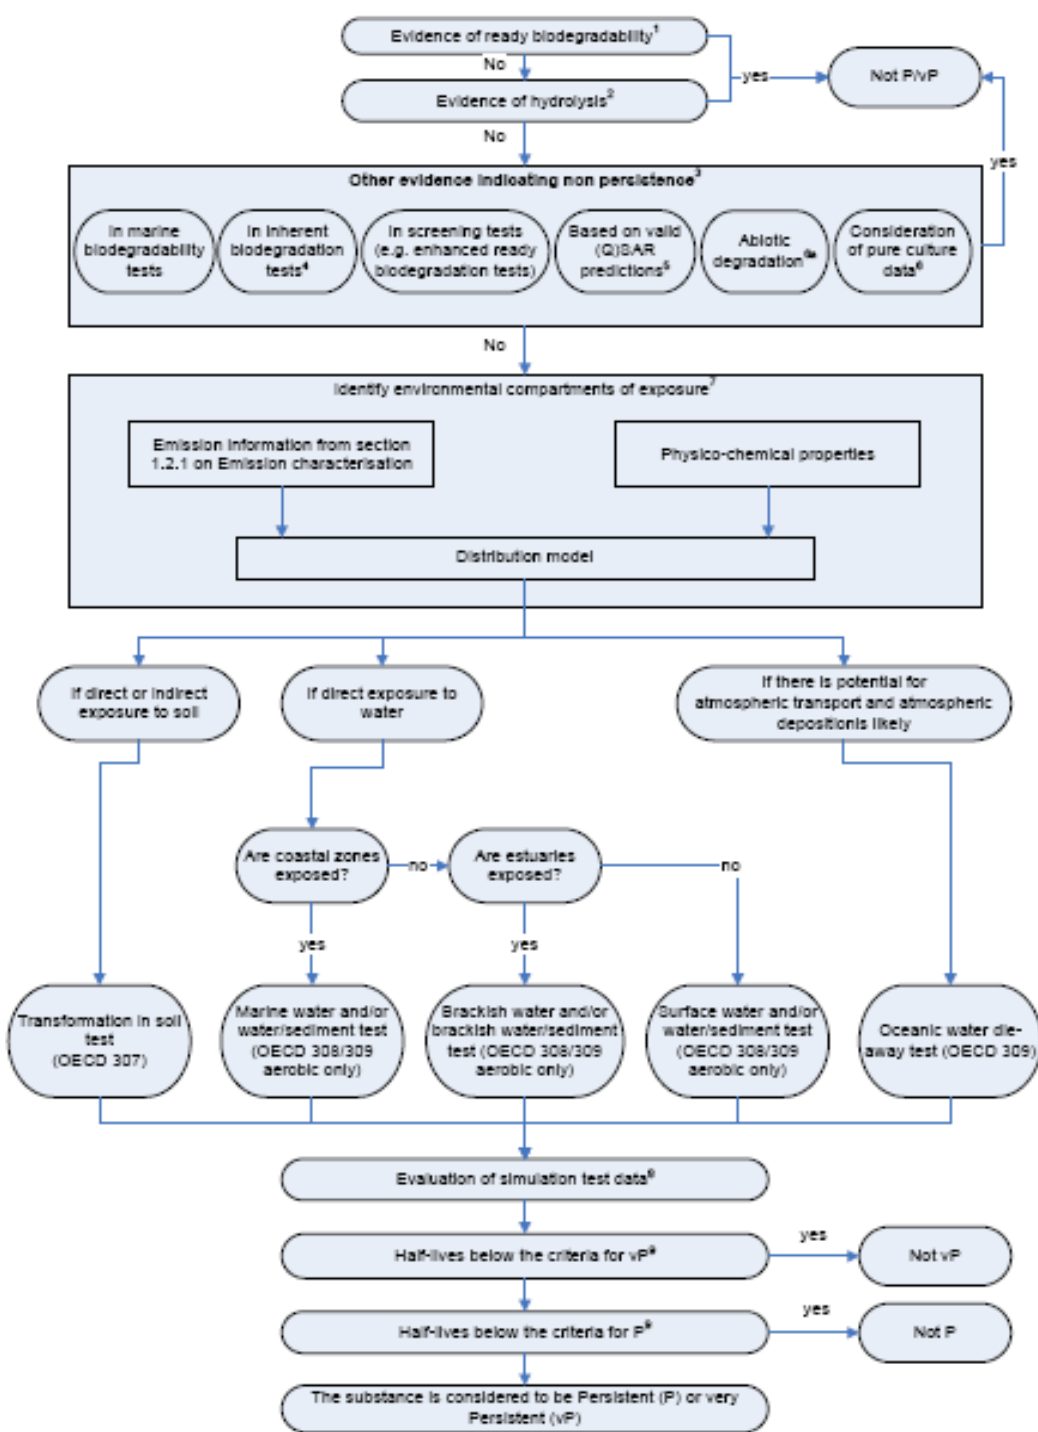 Evidence of ready biodegradability¹
No
yes
Not P/vP
Evidence of hydrolysis²
No
yes
Other evidence indicating non persistence³
In marine
biodegradability
tests
In inherent
biodegradation
tests⁴
In screening tests
(e.g. enhanced ready
biodegradation tests)
Based on valid
(Q)SAR
predictions⁵
Abiotic
degradation⁶ᵃ
Consideration
of pure culture
data⁶
No
Identify environmental compartments of exposure⁷
Emission information from section
1.2.1 on Emission characterisation
Physico-chemical properties
Distribution model
If direct or indirect
exposure to soil
If direct exposure to
water
If there is potential for
atmospheric transport and atmospheric
depositionis likely
Are coastal zones
exposed?
no
Are estuaries
exposed?
no
yes
yes
Transformation in soil
test
(OECD 307)
Marine water and/or
water/sediment test
(OECD 308/309
aerobic only)
Brackish water and/or
brackish water/sediment
test (OECD 308/309
aerobic only)
Surface water and/or
water/sediment test
(OECD 308/309
aerobic only)
Oceanic water die-
away test (OECD 309)
Evaluation of simulation test data⁸
Half-lives below the criteria for vP⁹
yes
Not vP
Half-lives below the criteria for P⁹
yes
Not P
The substance is considered to be Persistent (P) or very
Persistent (vP)